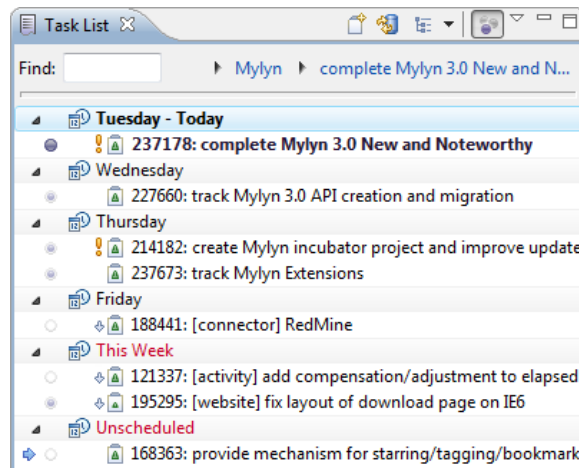 Task List
Find: Mylyn complete Mylyn 3.0 New and N...
Tuesday - Today
237178: complete Mylyn 3.0 New and Noteworthy
Wednesday
227660: track Mylyn 3.0 API creation and migration
Thursday
214182: create Mylyn incubator project and improve update
237673: track Mylyn Extensions
Friday
188441: [connector] RedMine
This Week
121337: [activity] add compensation/adjustment to elapsed
195295: [website] fix layout of download page on IE6
Unscheduled
168363: provide mechanism for starring/tagging/bookmark